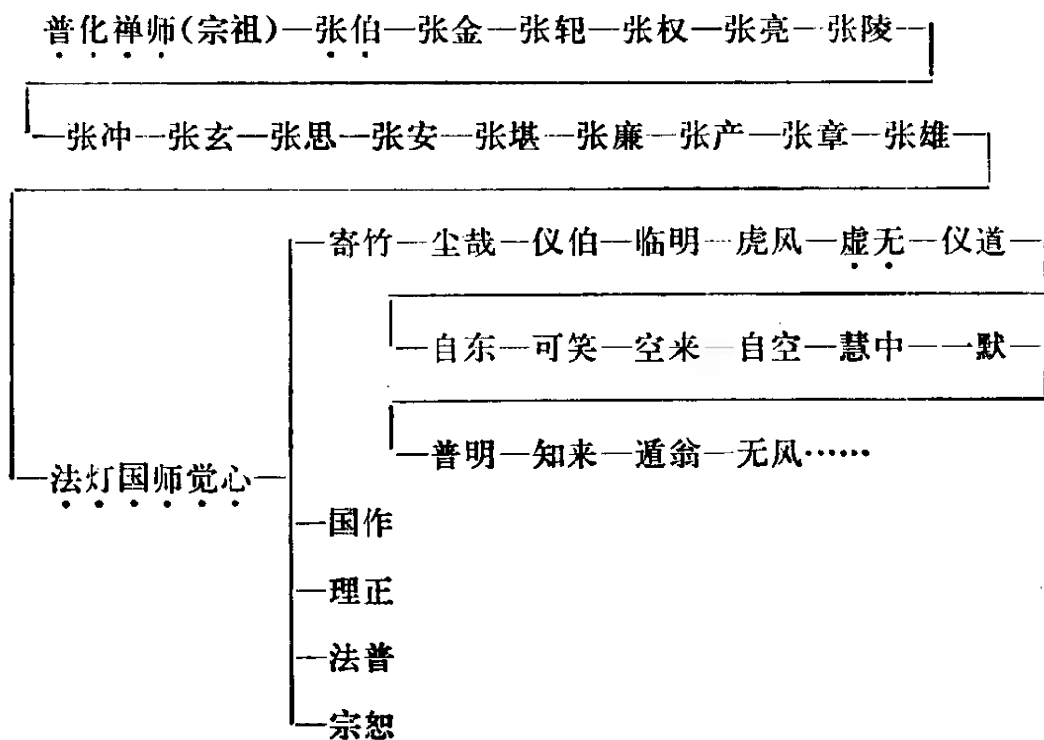 普化禅师(宗祖)—张伯—张金—张轭—张权—张亮—张陵—
—张冲—张玄—张思—张安—张堪—张廉—张产—张章—张雄—
—寄竹—尘哉—仪伯—临明—虎风—虚无—仪道—
—自东—可笑—空来—自空—慧中—一默—
—普明—知来—遁翁—无风……
—法灯国师觉心—
—国作
—理正
—法普
—宗恕